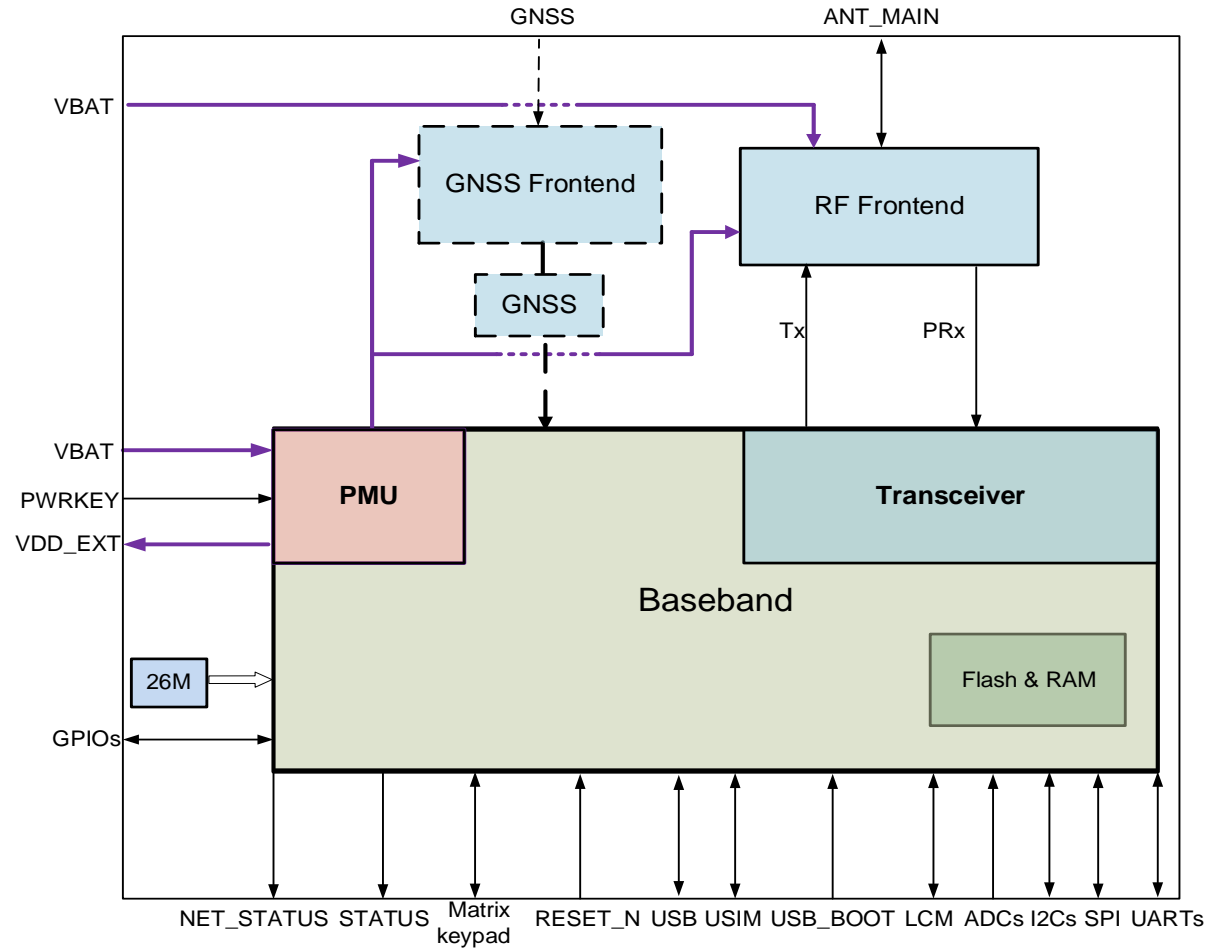 GNSS
ANT_MAIN
VBAT
GNSS Frontend
RF Frontend
GNSS
Tx
PRx
VBAT
PMU
Transceiver
PWRKEY
VDD_EXT
Baseband
26M
Flash & RAM
GPIOs
NET_STATUS
STATUS
Matrix
keypad
RESET_N
USB
USIM
USB_BOOT
LCM
ADCs
I2Cs
SPI
UARTs